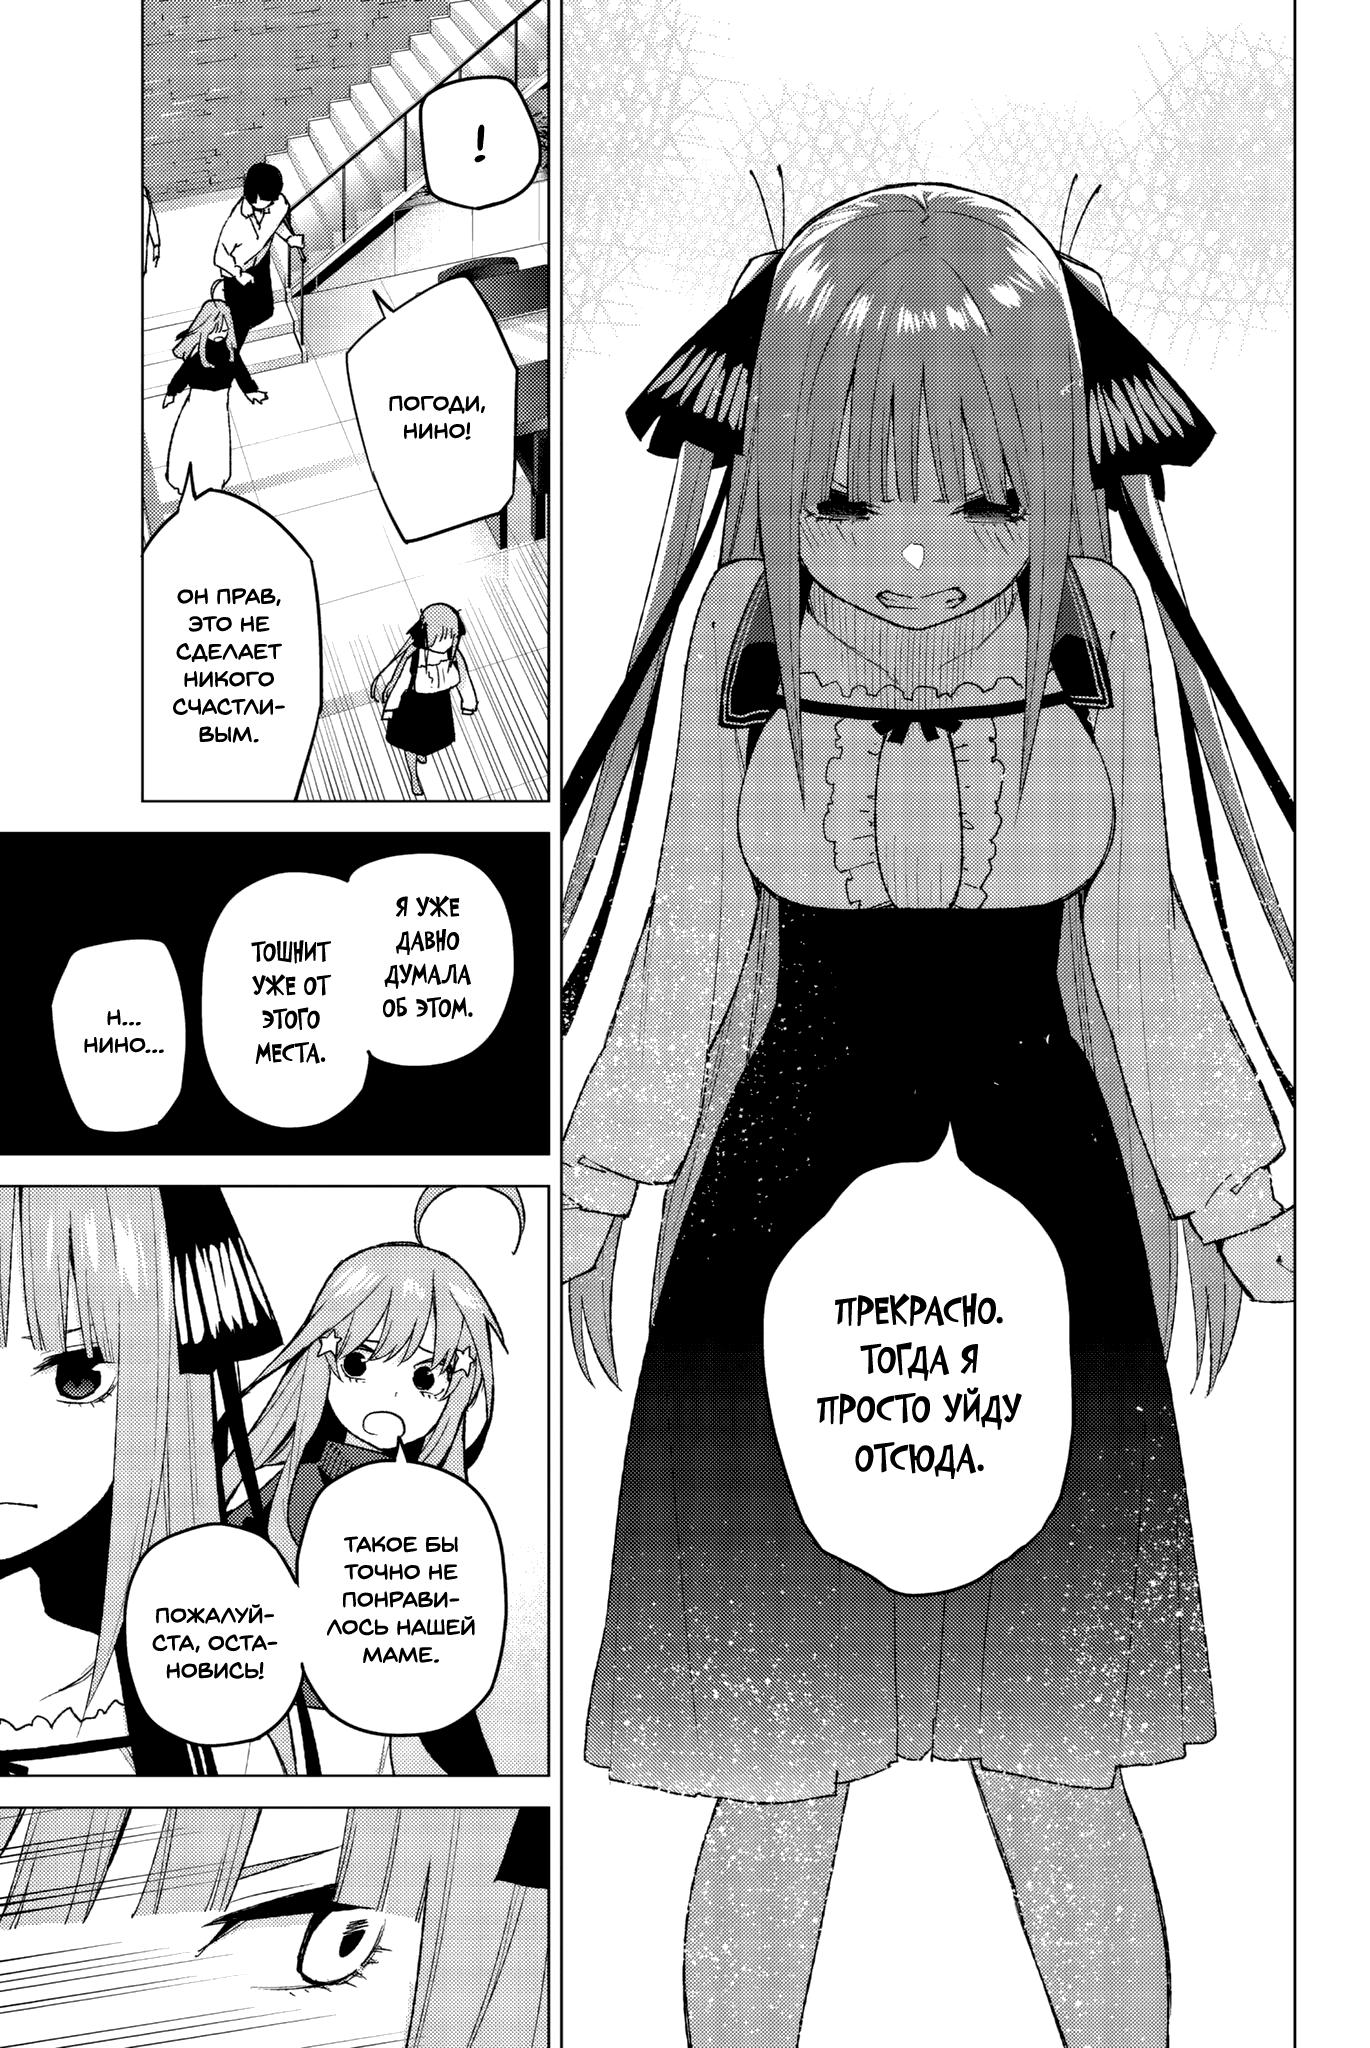 ПРЕКРАСНО.
ТОГДА Я
ПРОСТО УЙДУ
ОТСЮДА.
!
ПОГОДИ,
НИНО!
ОН ПРАВ,
ЭТО НЕ
СДЕЛАЕТ
НИКОГО
СЧАСТЛИ-
ВЫМ.
Я УЖЕ
ДАВНО
ДУМАЛА
ОБ ЭТОМ.
ТОШНИТ
УЖЕ ОТ
ЭТОГО
МЕСТА.
Н...
НИНО...
ТАКОЕ БЫ
ТОЧНО НЕ
ПОНРАВИ-
ЛОСЬ НАШЕЙ
МАМЕ.
ПОЖАЛУЙ-
СТА, ОСТА-
НОВИСЬ!